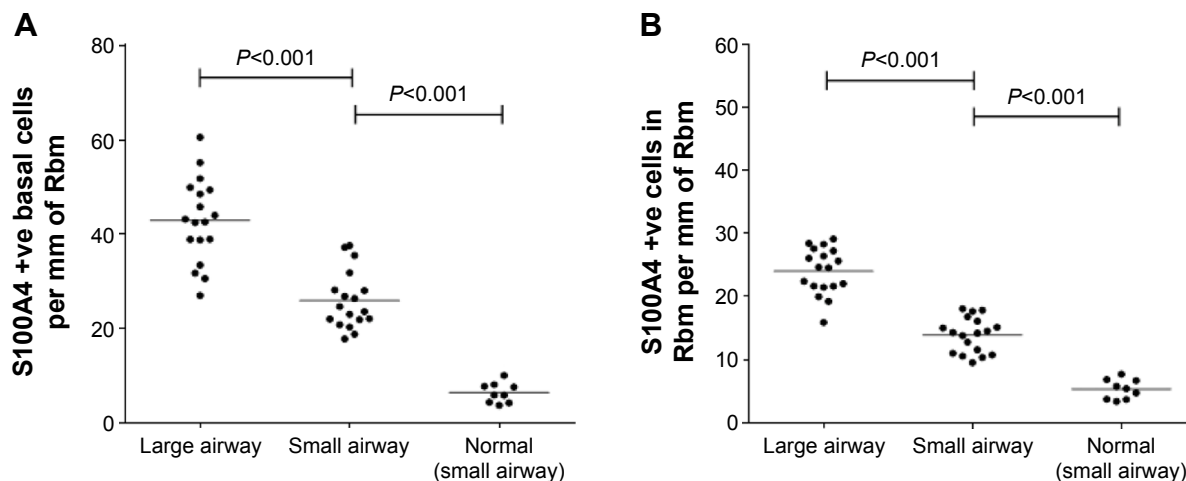 A
S100A4 +ve basal cells
per mm of Rbm
80
60
40
20
0
P<0.001
P<0.001
Large airway
Small airway
Normal
(small airway)
B
S100A4 +ve cells in
Rbm per mm of Rbm
60
50
40
30
20
10
0
P<0.001
P<0.001
Large airway
Small airway
Normal
(small airway)